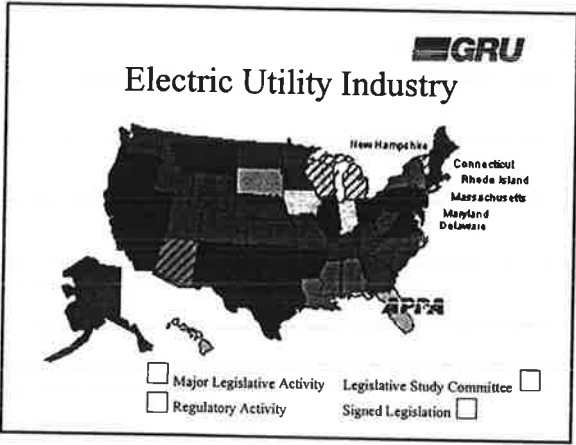 GRU
Electric Utility Industry
New Hampshire
Connecticut
Rhode Island
Massachusetts
Maryland
Delaware
APPA
Major Legislative Activity
Legislative Study Committee
Regulatory Activity
Signed Legislation